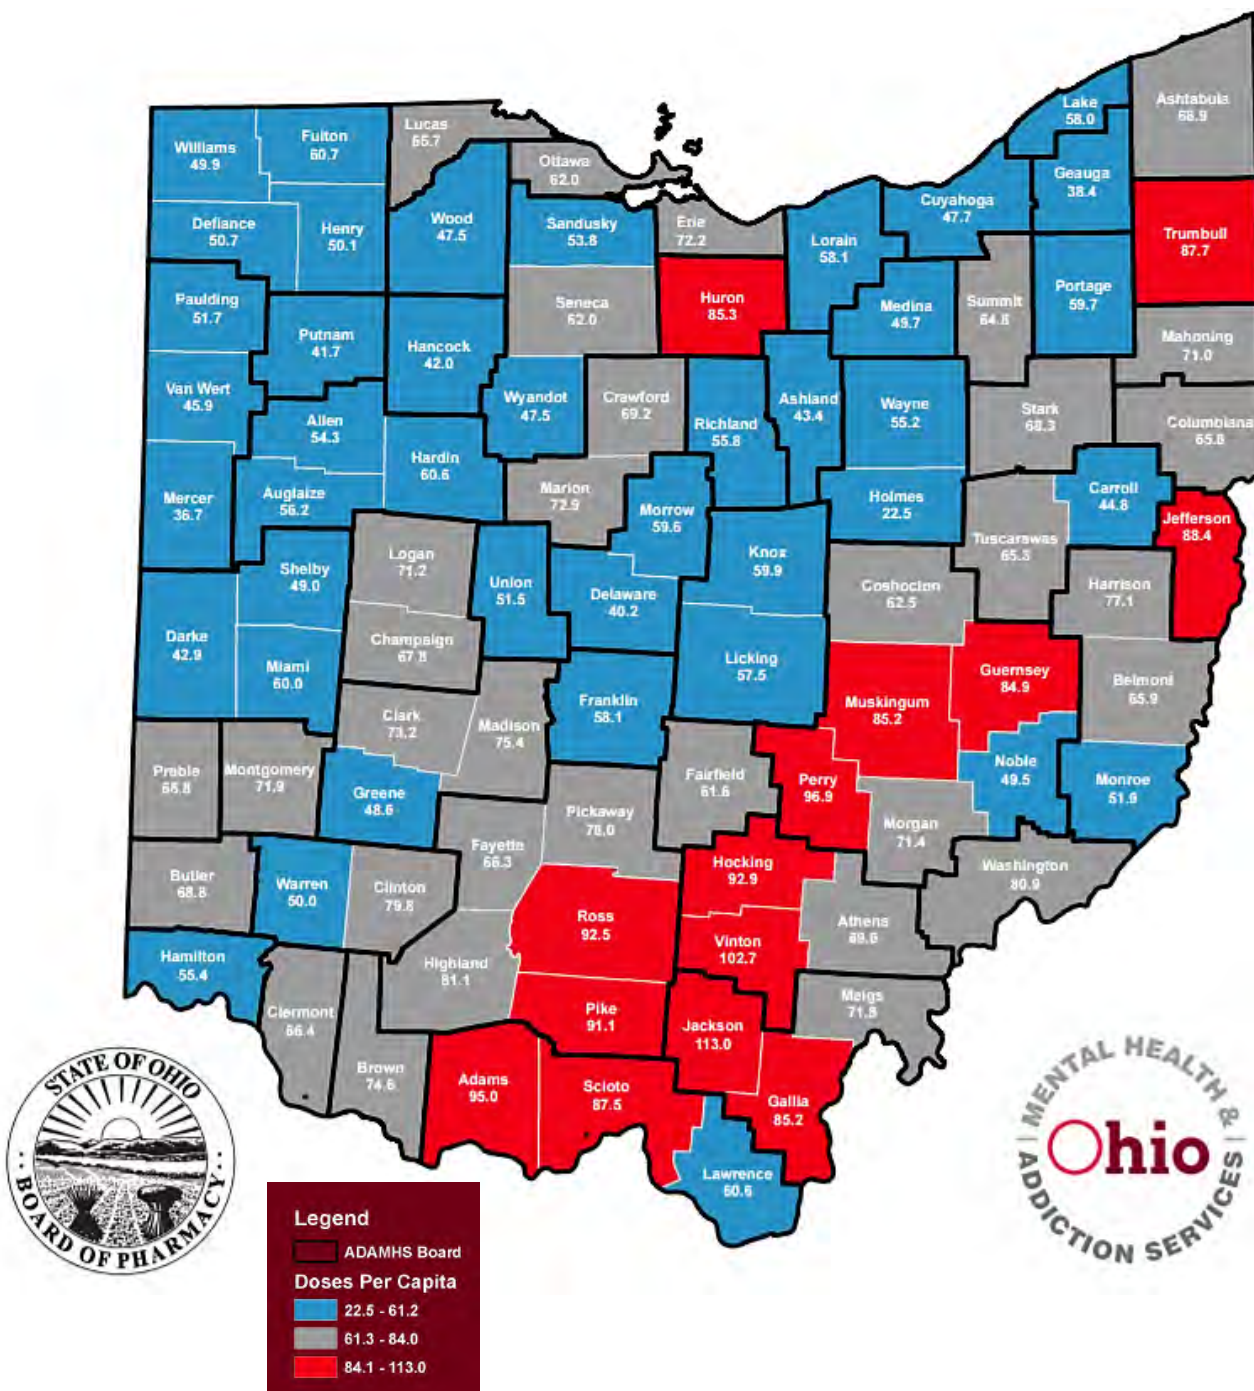 Lake
58.0
Ashtabula
68.9
Lucas
65.7
Williams
49.9
Fulton
60.7
Ottawa
62.0
Geauga
38.4
Cuyahoga
47.7
Wood
47.5
Defiance
50.7
Henry
50.1
Sandusky
53.8
Erie
72.2
Lorain
58.1
Trumbull
87.7
Paulding
51.7
Seneca
62.0
Huron
85.3
Medina
49.7
Summit
64.8
Portage
59.7
Putnam
41.7
Hancock
42.0
Mahoning
71.0
Van Wert
45.9
Wyandot
47.5
Crawford
69.2
Richland
55.8
Ashland
43.4
Wayne
55.2
Stark
68.3
Columbiana
65.8
Allen
54.3
Hardin
60.6
Mercer
36.7
Auglaize
56.2
Marion
72.9
Morrow
59.6
Holmes
22.5
Carroll
44.8
Jefferson
88.4
Tuscarawas
65.3
Logan
71.2
Shelby
49.0
Union
51.5
Delaware
40.2
Knox
59.9
Coshocton
62.5
Harrison
77.1
Darke
42.9
Champaign
67.8
Miami
60.0
Licking
57.5
Guernsey
84.9
Belmont
65.9
Muskingum
85.2
Franklin
58.1
Clark
73.2
Madison
75.4
Preble
68.8
Montgomery
71.9
Greene
48.6
Fairfield
61.6
Perry
96.9
Noble
49.5
Monroe
51.9
Pickaway
78.0
Morgan
71.4
Fayette
66.3
Hocking
92.9
Washington
80.9
Butler
68.8
Warren
50.0
Clinton
79.8
Ross
92.5
Athens
69.6
Vinton
102.7
Hamilton
55.4
Highland
81.1
Clermont
66.4
Pike
91.1
Jackson
113.0
Meigs
71.8
Brown
74.6
Adams
95.0
Scioto
87.5
Gallia
85.2
Lawrence
60.6
STATE OF OHIO
BOARD OF PHARMACY
MENTAL HEALTH &
Ohio
ADDICTION SERVICES
Legend
ADAMHS Board
Doses Per Capita
22.5 - 61.2
61.3 - 84.0
84.1 - 113.0